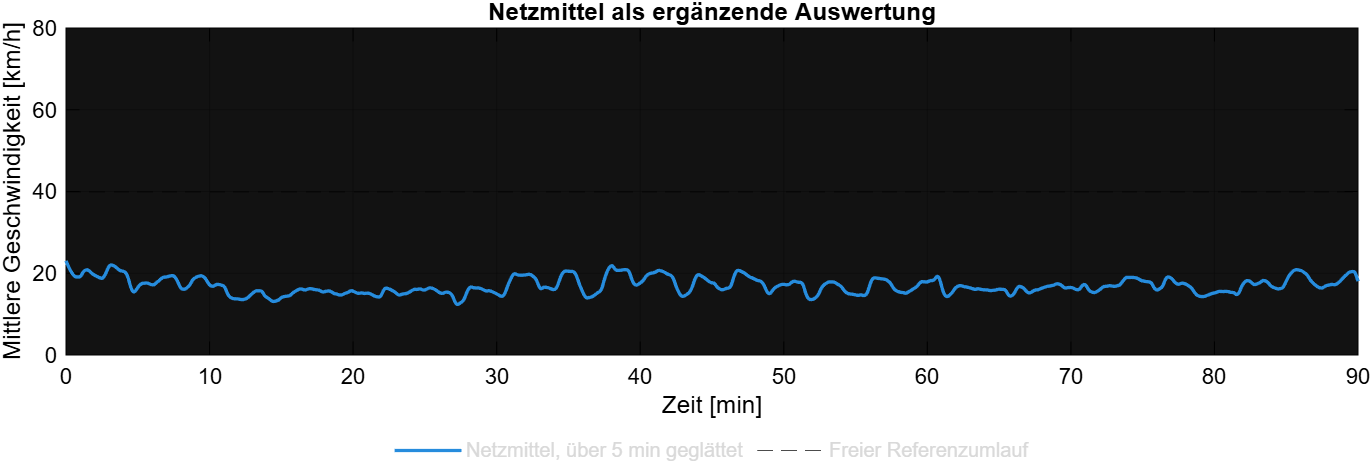 Netzmittel als ergänzende Auswertung
Mittlere Geschwindigkeit [km/h]
80
60
40
20
0
0 10 20 30 40 50 60 70 80 90
Zeit [min]
Netzmittel, über 5 min geglättet Freier Referenzumlauf